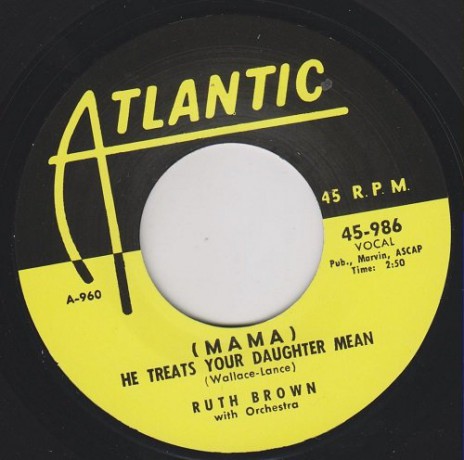 ATLANTIC
45 R.P.M.
45-986
VOCAL
Pub., Marvin, ASCAP
Time: 2:50
A-960
(MAMA)
HE TREATS YOUR DAUGHTER MEAN
(Wallace-Lance)
RUTH BROWN
with Orchestra